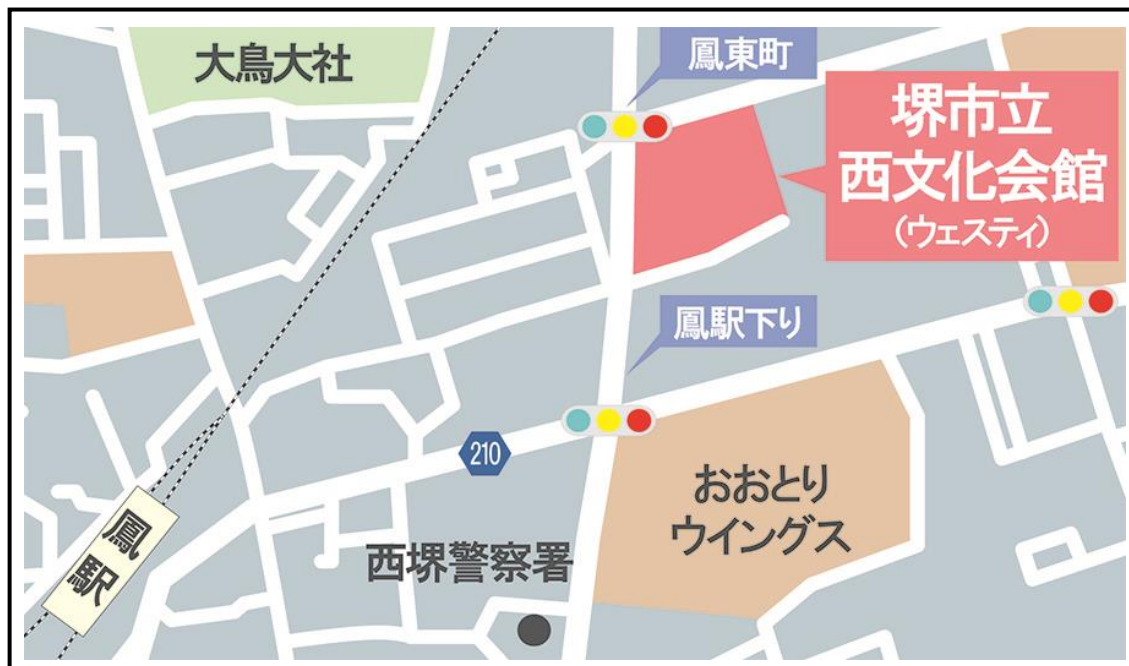 大鳥大社
鳳東町
堺市立
西文化会館
(ウェスティ)
鳳駅下り
210
おおとり
ウイングス
鳳駅
西堺警察署